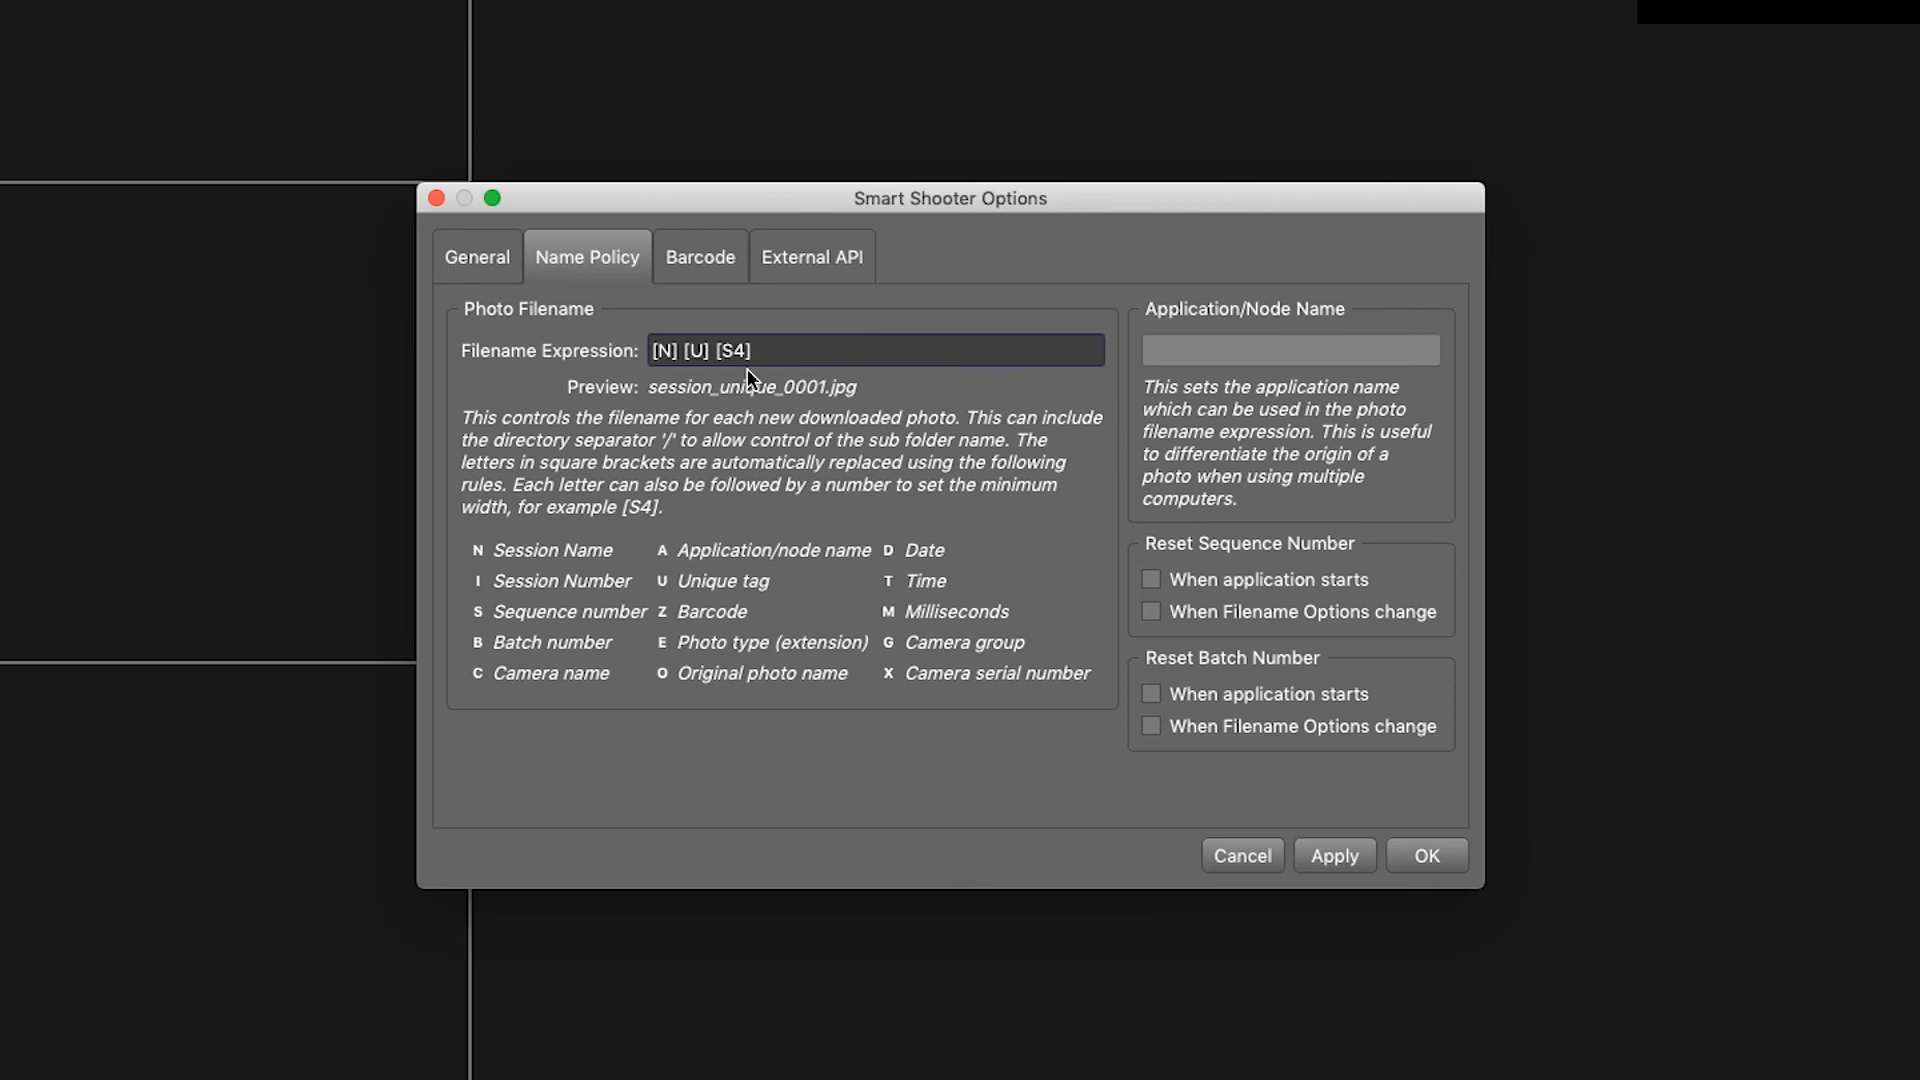 Smart Shooter Options
General Name Policy Barcode External API
Photo Filename
Filename Expression: [N] [U] [S4]
Preview: session_unique_0001.jpg
This controls the filename for each new downloaded photo. This can include
the directory separator '/' to allow control of the sub folder name. The
letters in square brackets are automatically replaced using the following
rules. Each letter can also be followed by a number to set the minimum
width, for example [S4].
N Session Name A Application/node name D Date
I Session Number U Unique tag T Time
S Sequence number Z Barcode M Milliseconds
B Batch number E Photo type (extension) G Camera group
C Camera name O Original photo name X Camera serial number
Application/Node Name
This sets the application name
which can be used in the photo
filename expression. This is useful
to differentiate the origin of a
photo when using multiple
computers.
Reset Sequence Number
When application starts
When Filename Options change
Reset Batch Number
When application starts
When Filename Options change
Cancel Apply OK